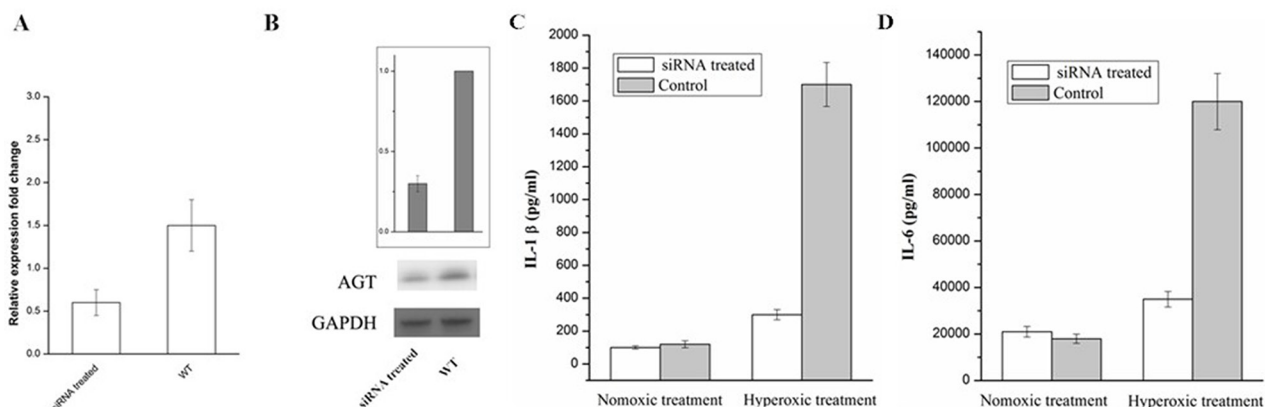 A
3.0
2.5
2.0
1.5
1.0
0.5
0.0
Relative expression fold change
siRNA treated
WT
B
1.0
0.5
0.0
AGT
GAPDH
siRNA treated
WT
C
2000
1800
1600
1400
1200
1000
800
600
400
200
0
IL-1 β (pg/ml)
siRNA treated
Control
Nomoxic treatment
Hyperoxic treatment
D
140000
120000
100000
80000
60000
40000
20000
0
IL-6 (pg/ml)
siRNA treated
Control
Nomoxic treatment
Hyperoxic treatment